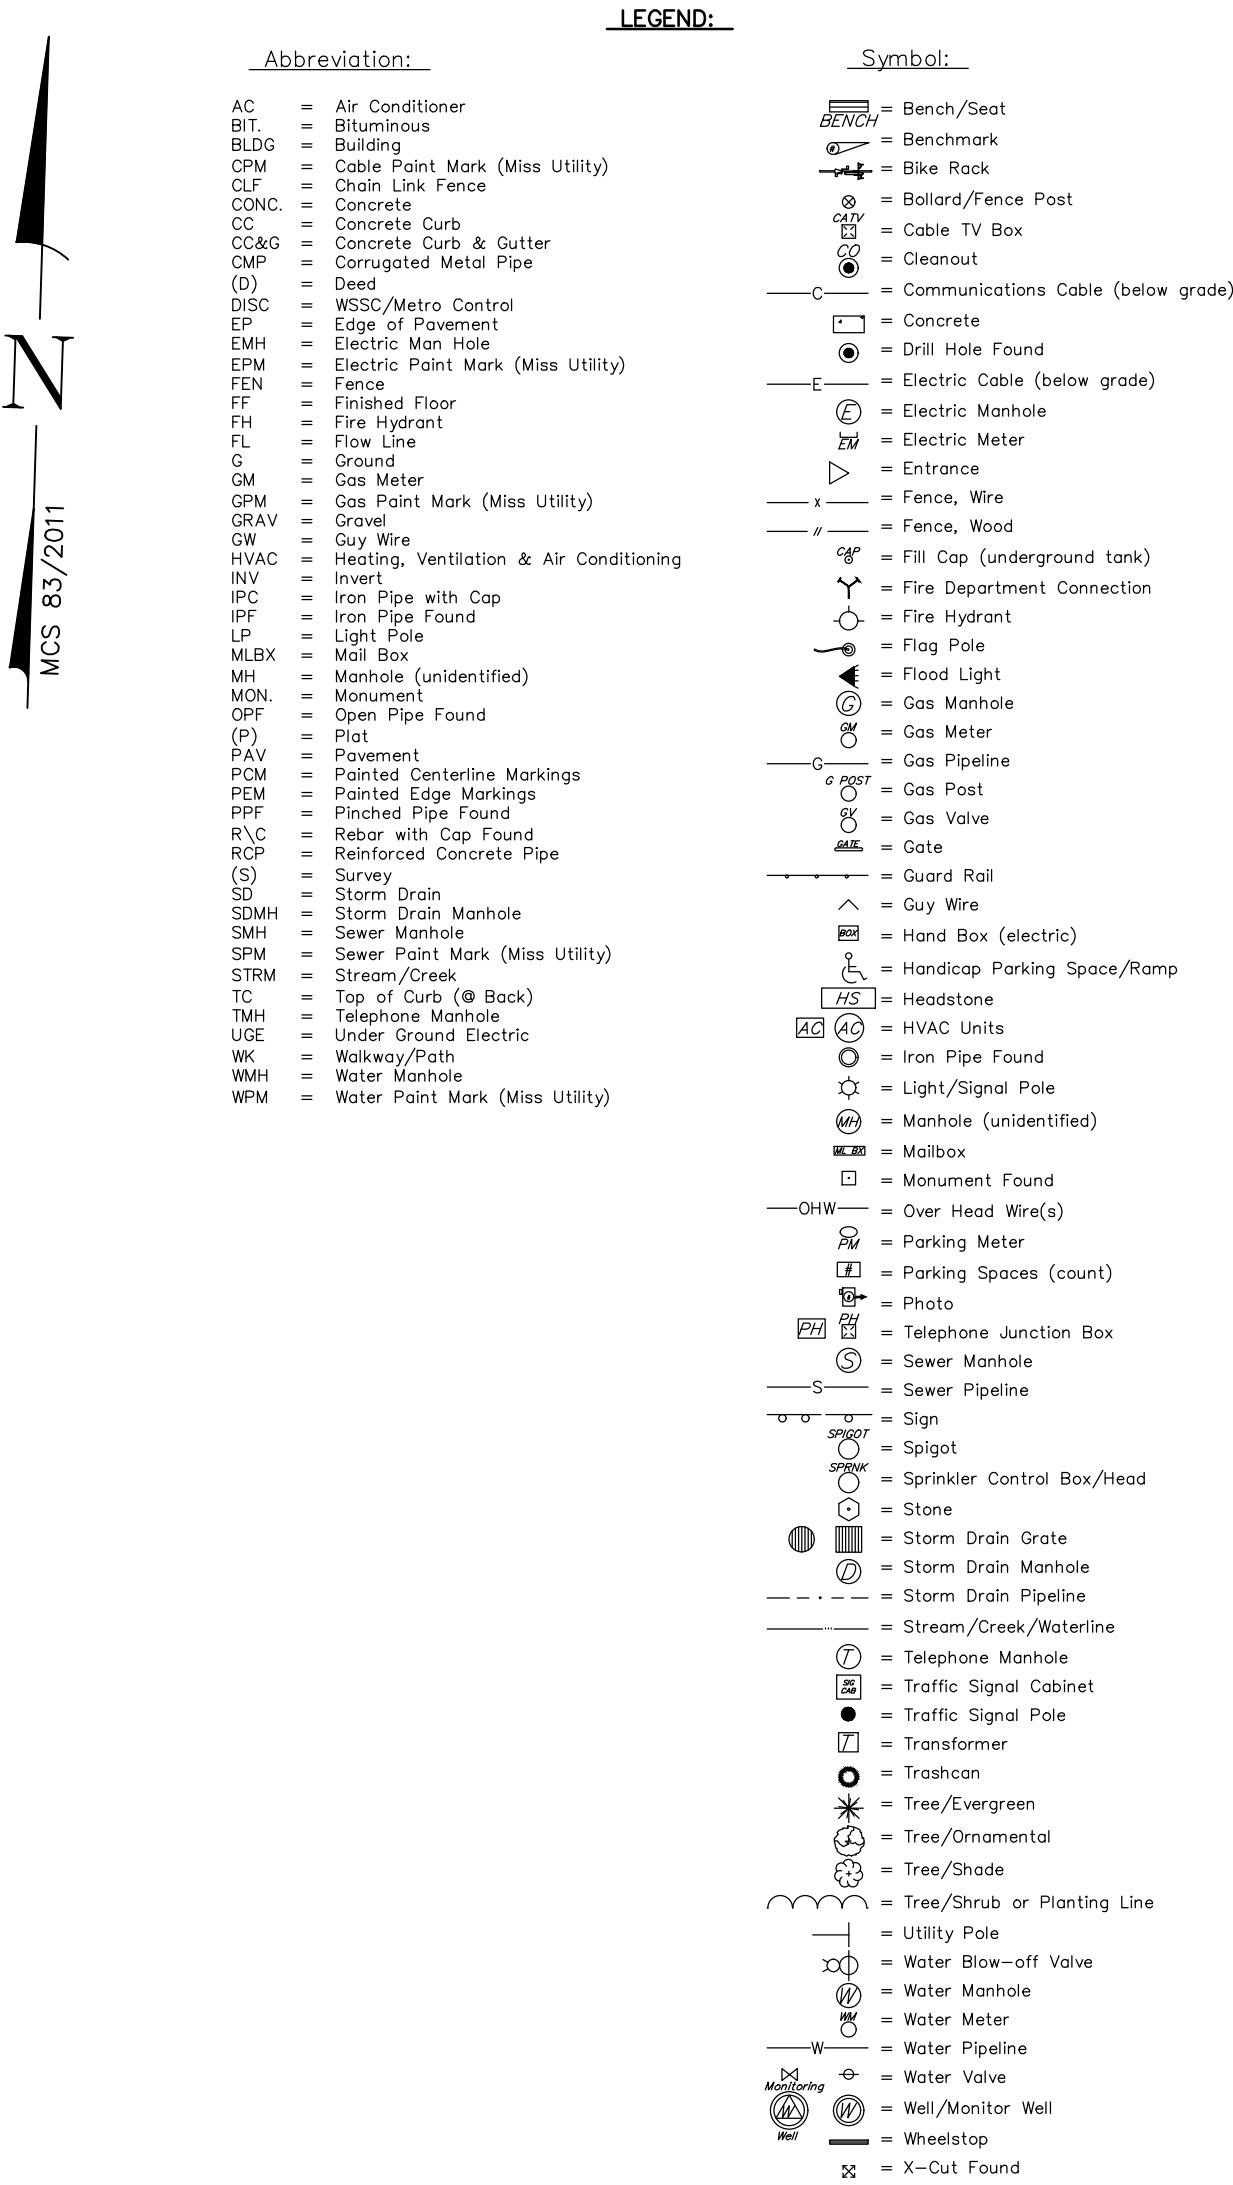 LEGEND:
Abbreviation:
AC = Air Conditioner
BIT. = Bituminous
BLDG = Building
CPM = Cable Paint Mark (Miss Utility)
CLF = Chain Link Fence
CONC. = Concrete
CC = Concrete Curb
CC&G = Concrete Curb & Gutter
CMP = Corrugated Metal Pipe
(D) = Deed
DISC = WSSC/Metro Control
EP = Edge of Pavement
EMH = Electric Man Hole
EPM = Electric Paint Mark (Miss Utility)
FEN = Fence
FF = Finished Floor
FH = Fire Hydrant
FL = Flow Line
G = Ground
GM = Gas Meter
GPM = Gas Paint Mark (Miss Utility)
GRAV = Gravel
GW = Guy Wire
HVAC = Heating, Ventilation & Air Conditioning
INV = Invert
IPC = Iron Pipe with Cap
IPF = Iron Pipe Found
LP = Light Pole
MLBX = Mail Box
MH = Manhole (unidentified)
MON. = Monument
OPF = Open Pipe Found
(P) = Plat
PAV = Pavement
PCM = Painted Centerline Markings
PEM = Painted Edge Markings
PPF = Pinched Pipe Found
R\C = Rebar with Cap Found
RCP = Reinforced Concrete Pipe
(S) = Survey
SD = Storm Drain
SDMH = Storm Drain Manhole
SMH = Sewer Manhole
SPM = Sewer Paint Mark (Miss Utility)
STRM = Stream/Creek
TC = Top of Curb (@ Back)
TMH = Telephone Manhole
UGE = Under Ground Electric
WK = Walkway/Path
WMH = Water Manhole
WPM = Water Paint Mark (Miss Utility)
N
MCS 83/2011
Symbol:
BENCH = Bench/Seat
# = Benchmark
= Bike Rack
= Bollard/Fence Post
CATV = Cable TV Box
CO = Cleanout
C = Communications Cable (below grade)
= Concrete
= Drill Hole Found
E = Electric Cable (below grade)
E = Electric Manhole
EM = Electric Meter
= Entrance
x = Fence, Wire
// = Fence, Wood
CAP = Fill Cap (underground tank)
= Fire Department Connection
= Fire Hydrant
= Flag Pole
= Flood Light
G = Gas Manhole
GM = Gas Meter
G = Gas Pipeline
G POST = Gas Post
GV = Gas Valve
GATE = Gate
= Guard Rail
= Guy Wire
BOX = Hand Box (electric)
= Handicap Parking Space/Ramp
HS = Headstone
AC AC = HVAC Units
= Iron Pipe Found
= Light/Signal Pole
MH = Manhole (unidentified)
ML BX = Mailbox
= Monument Found
OHW = Over Head Wire(s)
PM = Parking Meter
# = Parking Spaces (count)
= Photo
PH PH = Telephone Junction Box
S = Sewer Manhole
S = Sewer Pipeline
= Sign
SPIGOT = Spigot
SPRNK = Sprinkler Control Box/Head
= Stone
= Storm Drain Grate
D = Storm Drain Manhole
= Storm Drain Pipeline
= Stream/Creek/Waterline
T = Telephone Manhole
SIG CAB = Traffic Signal Cabinet
= Traffic Signal Pole
T = Transformer
= Trashcan
= Tree/Evergreen
= Tree/Ornamental
= Tree/Shade
= Tree/Shrub or Planting Line
= Utility Pole
= Water Blow-off Valve
W = Water Manhole
WM = Water Meter
W = Water Pipeline
= Water Valve
Monitoring
W W = Well/Monitor Well
Well
= Wheelstop
= X-Cut Found